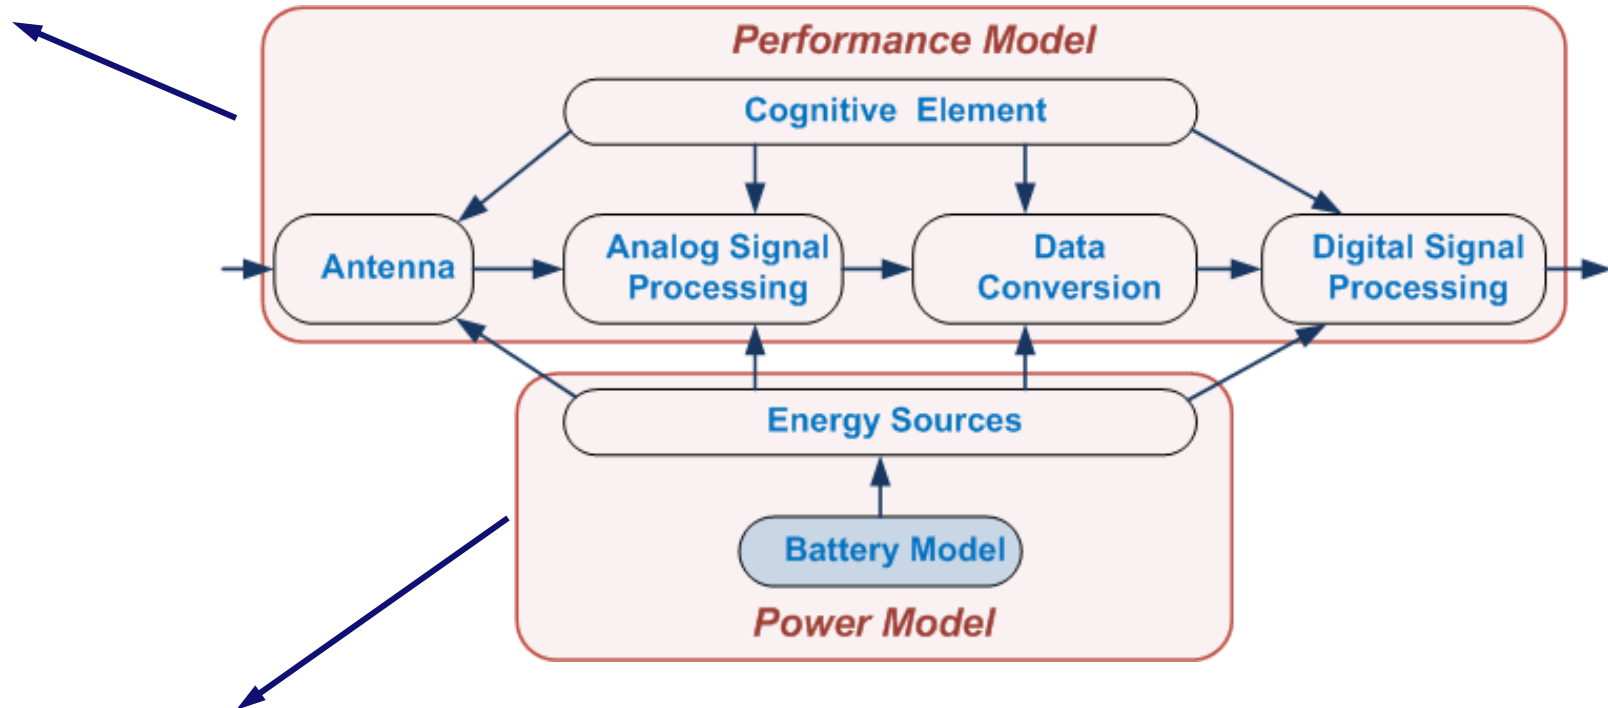 Performance Model
Cognitive Element
Antenna
Analog Signal
Processing
Data
Conversion
Digital Signal
Processing
Energy Sources
Battery Model
Power Model